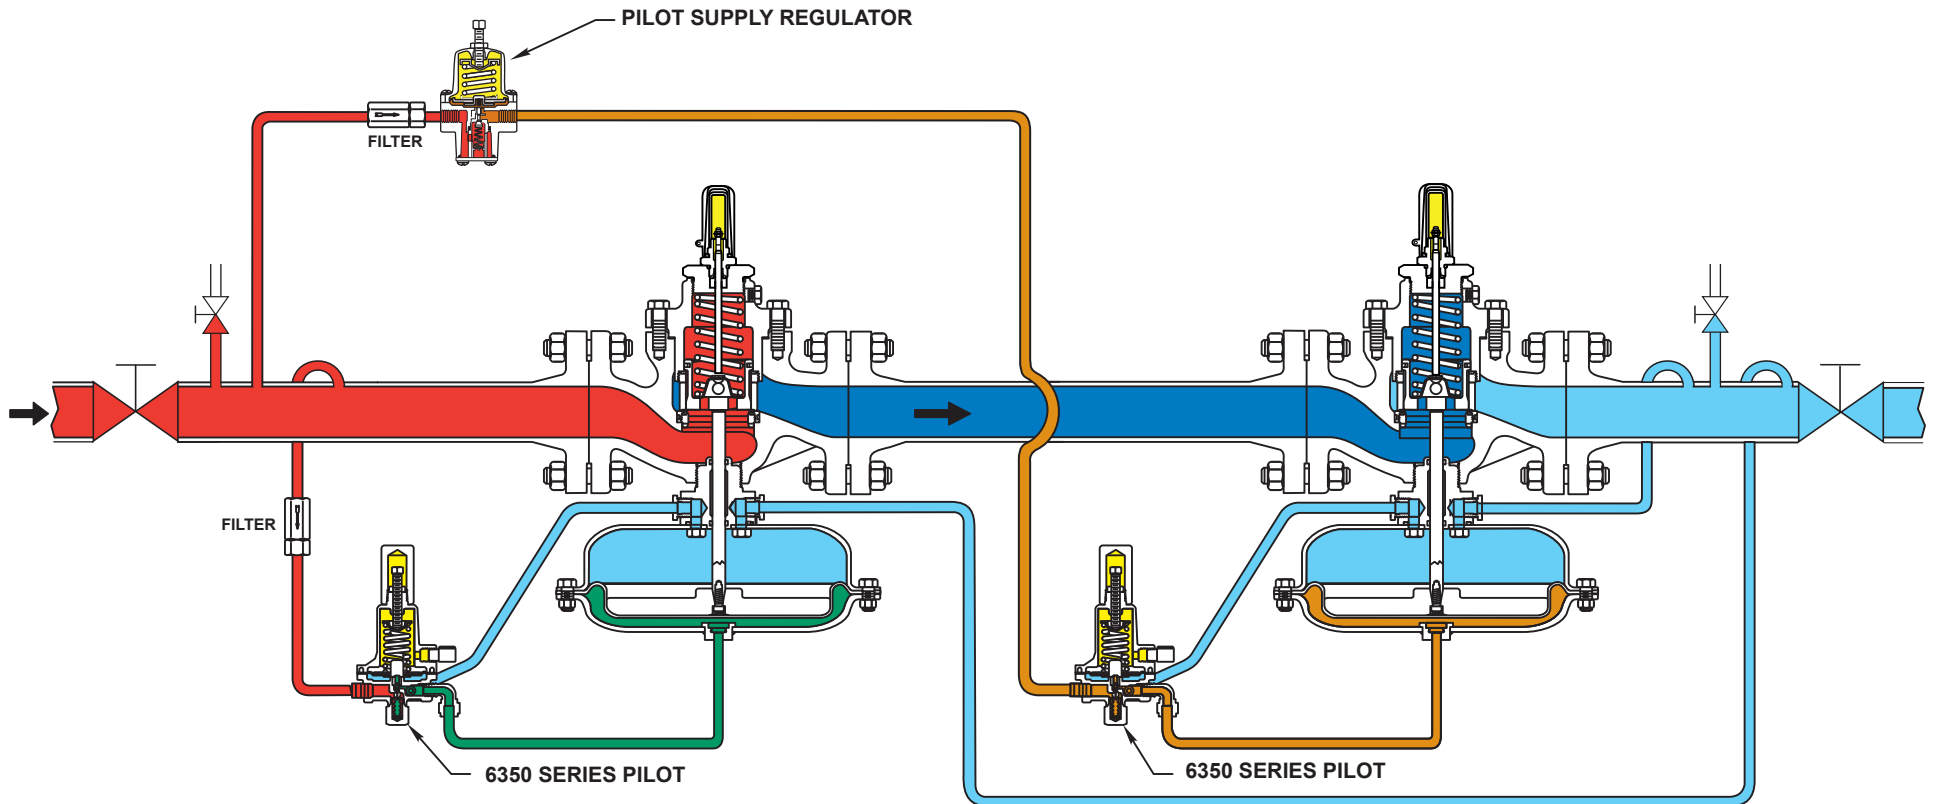 PILOT SUPPLY REGULATOR
FILTER
FILTER
6350 SERIES PILOT
6350 SERIES PILOT